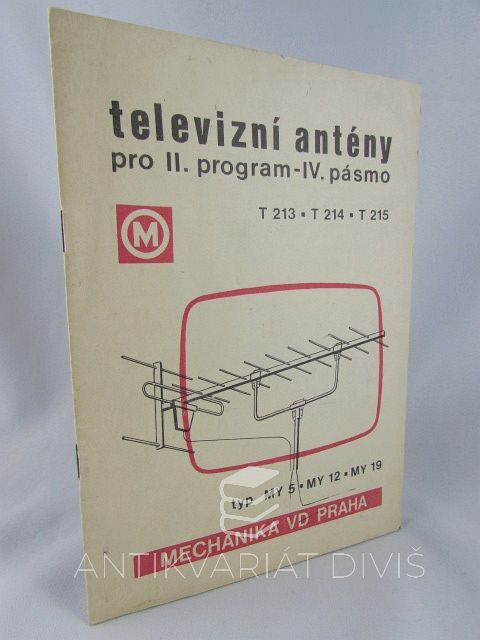 televizní antény
pro II. program-IV. pásmo
T 213 ▪ T 214 ▪ T 215
M
typ MY 5 ▪ MY 12 ▪ MY 19
MECHANIKA VD PRAHA
ANTIKVARIÁT DIVIŠ